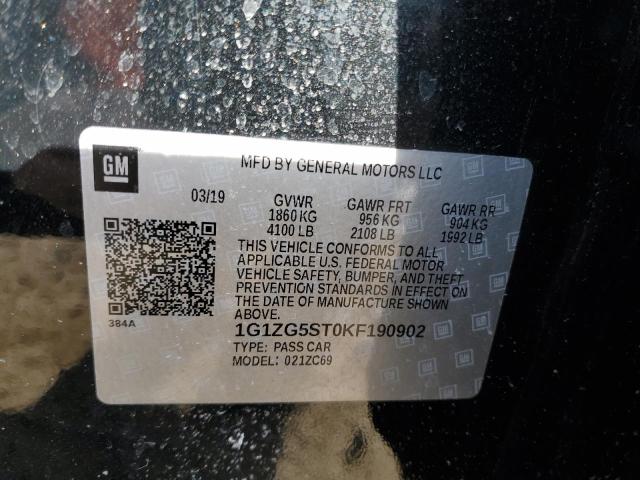 GM
MFD BY GENERAL MOTORS LLC
03/19 GVWR GAWR FRT GAWR RR
1860 KG 956 KG 904 KG
4100 LB 2108 LB 1992 LB
THIS VEHICLE CONFORMS TO ALL
APPLICABLE U.S. FEDERAL MOTOR
VEHICLE SAFETY, BUMPER, AND THEFT
PREVENTION STANDARDS IN EFFECT ON
THE DATE OF MANUFACTURE SHOWN
ABOVE.
384A
1G1ZG5ST0KF190902
TYPE: PASS CAR
MODEL: 021ZC69